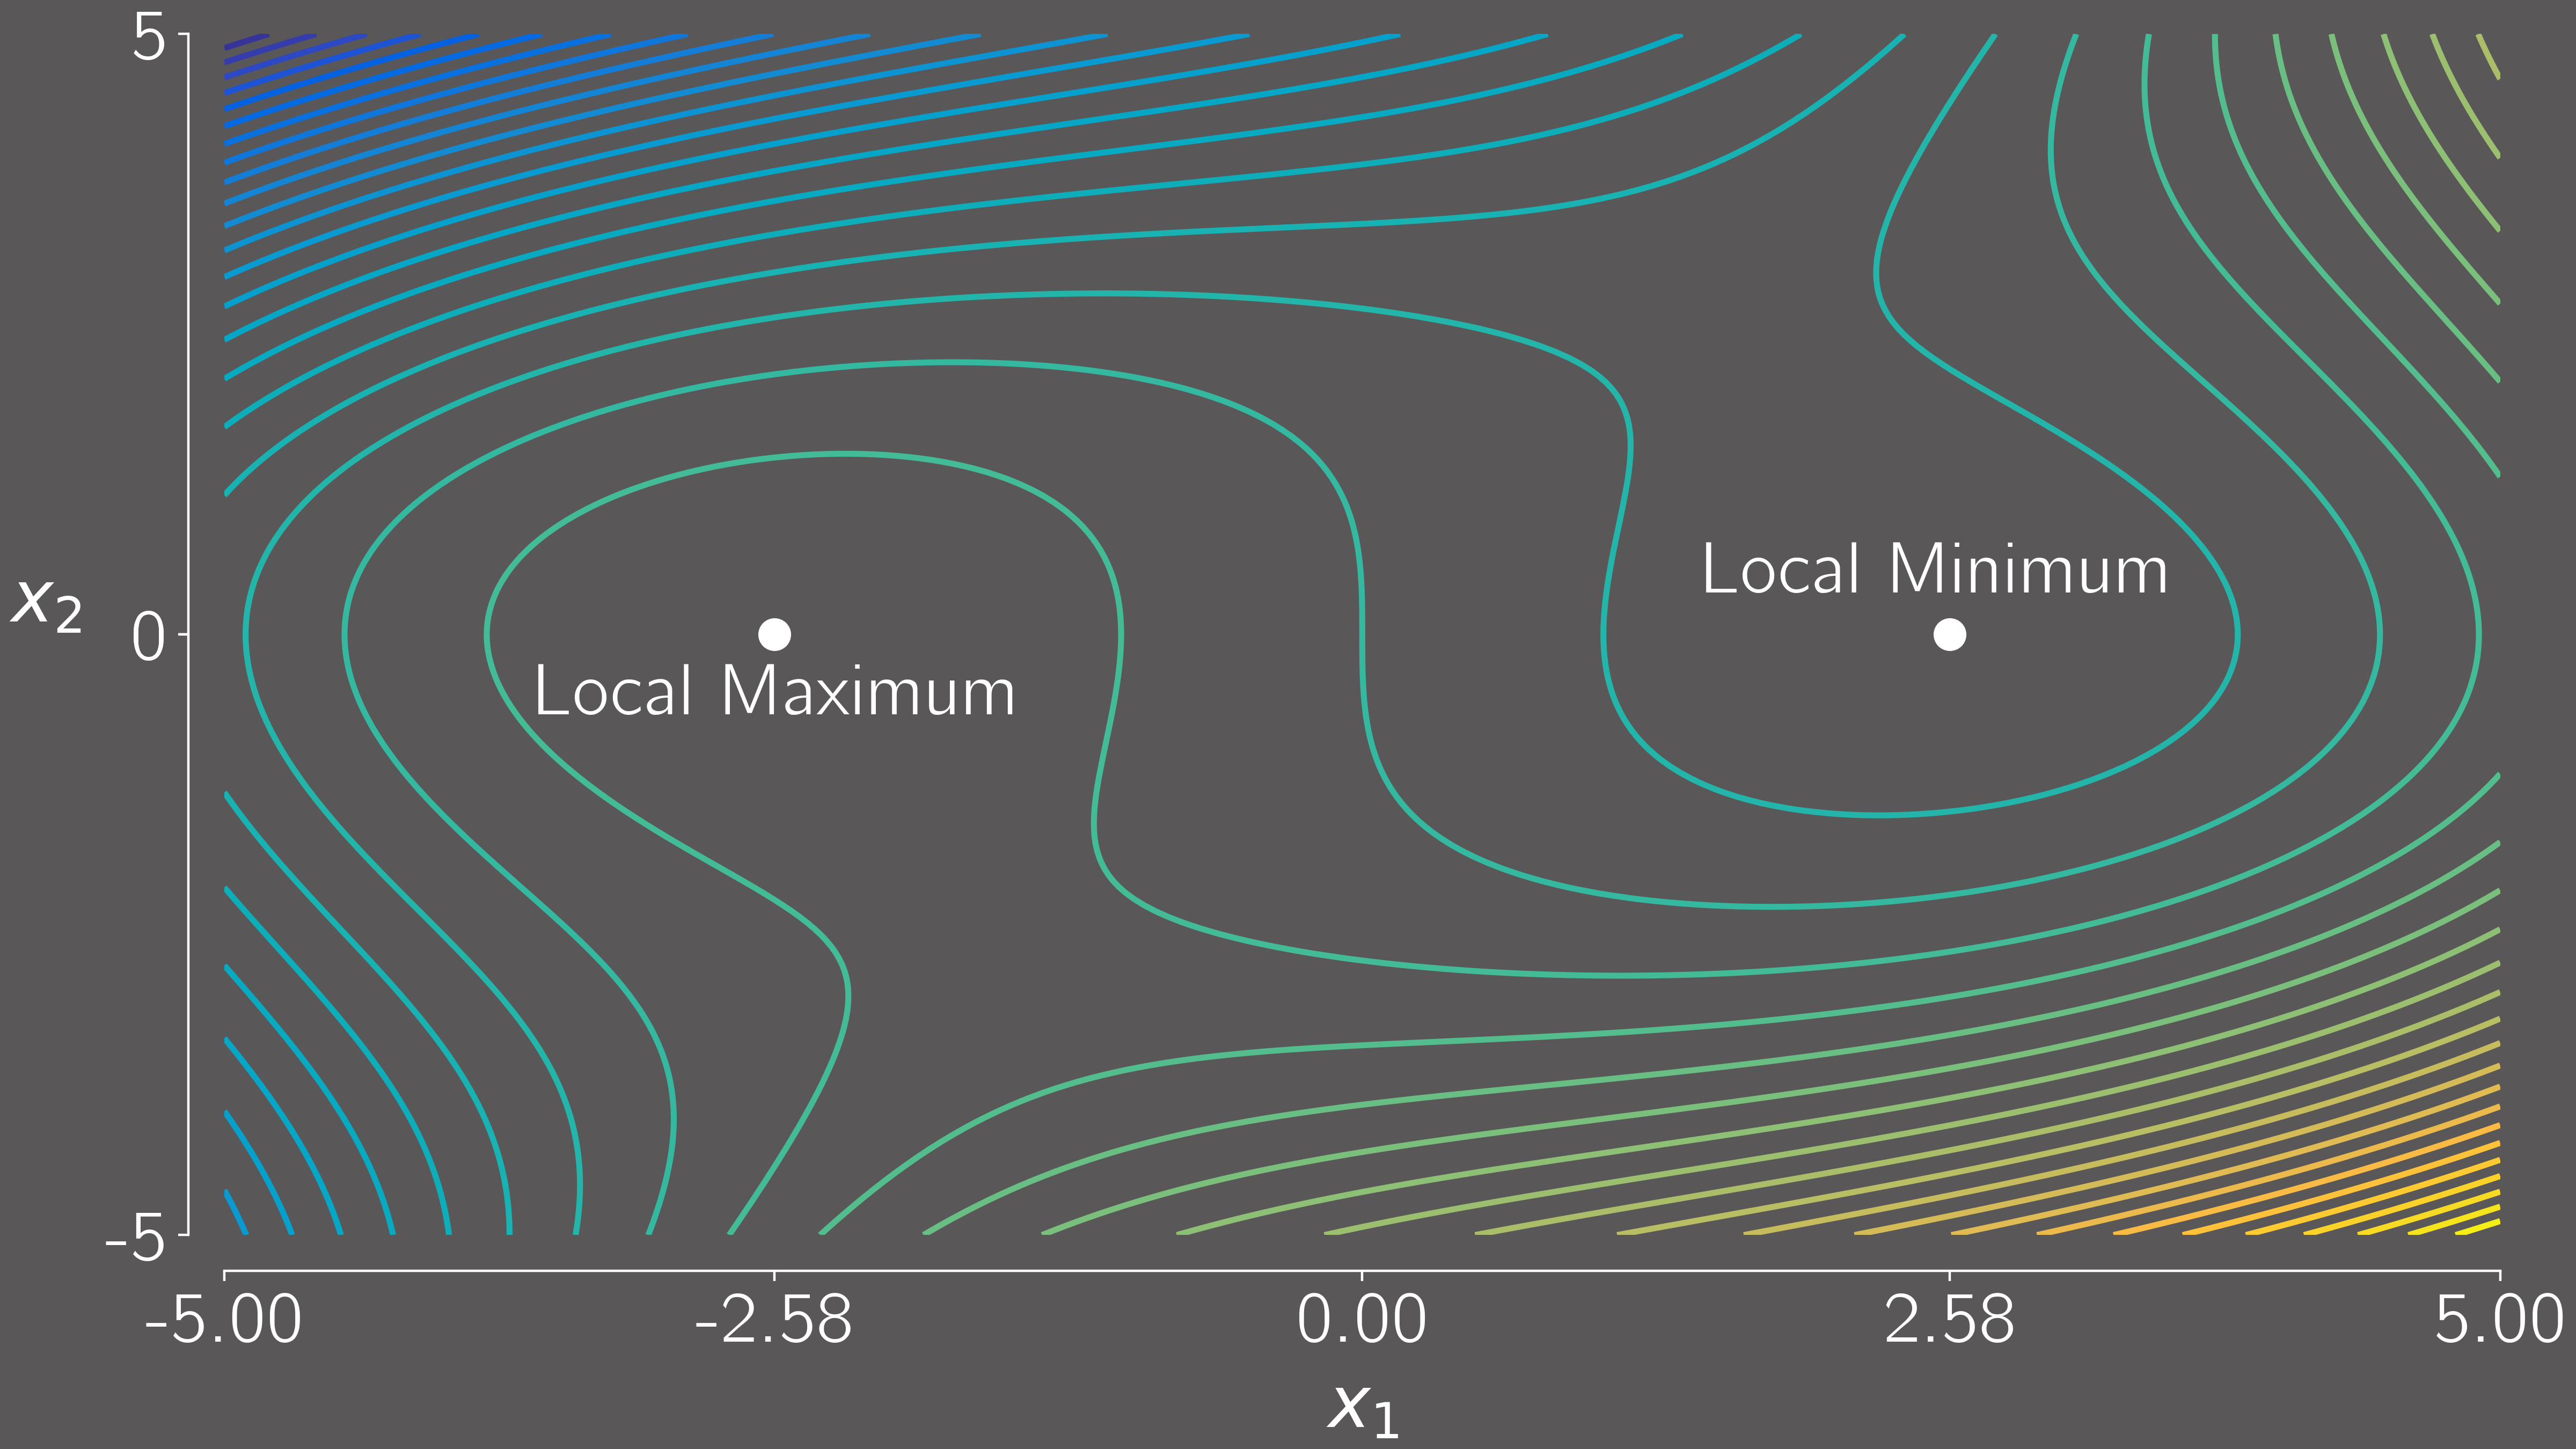 5
Local Minimum
x₂
0
Local Maximum
-5
-5.00 -2.58 0.00 2.58 5.00
x₁